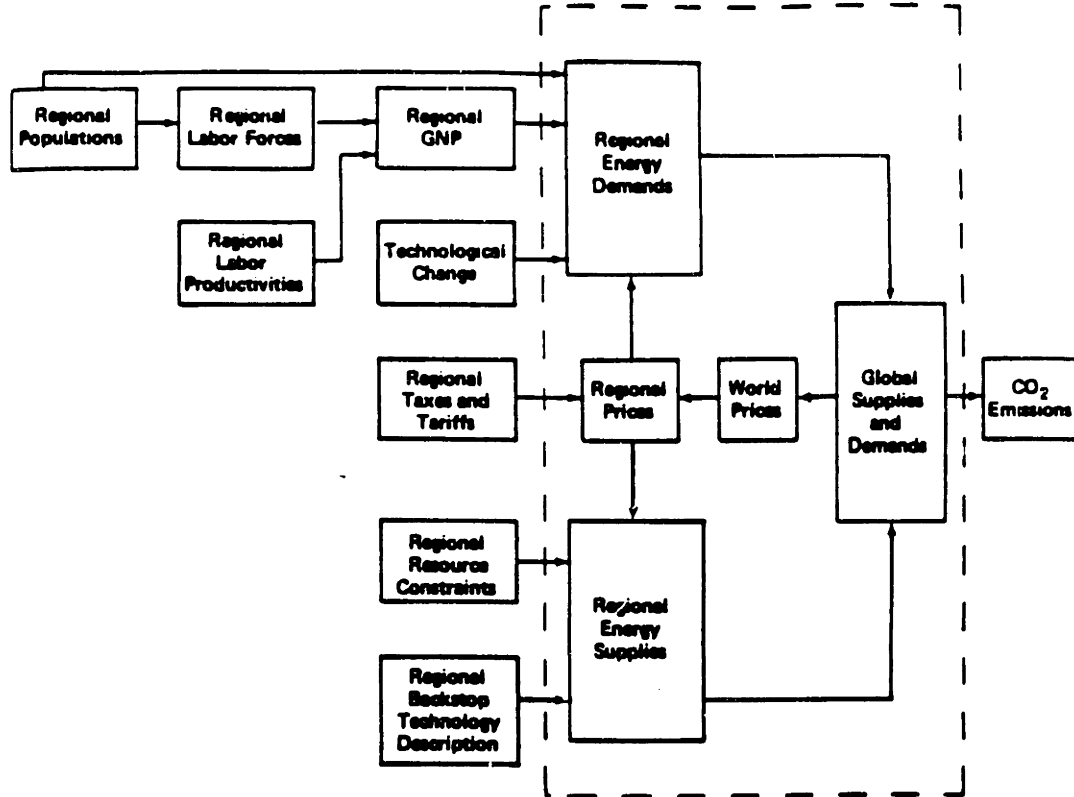 Regional
Populations
Regional
Labor Forces
Regional
GNP
Regional
Energy
Demands
Regional
Labor
Productivities
Technological
Change
Regional
Taxes and
Tariffs
Regional
Prices
World
Prices
Global
Supplies
and
Demands
CO₂
Emissions
Regional
Resource
Constraints
Regional
Energy
Supplies
Regional
Backstop
Technology
Description